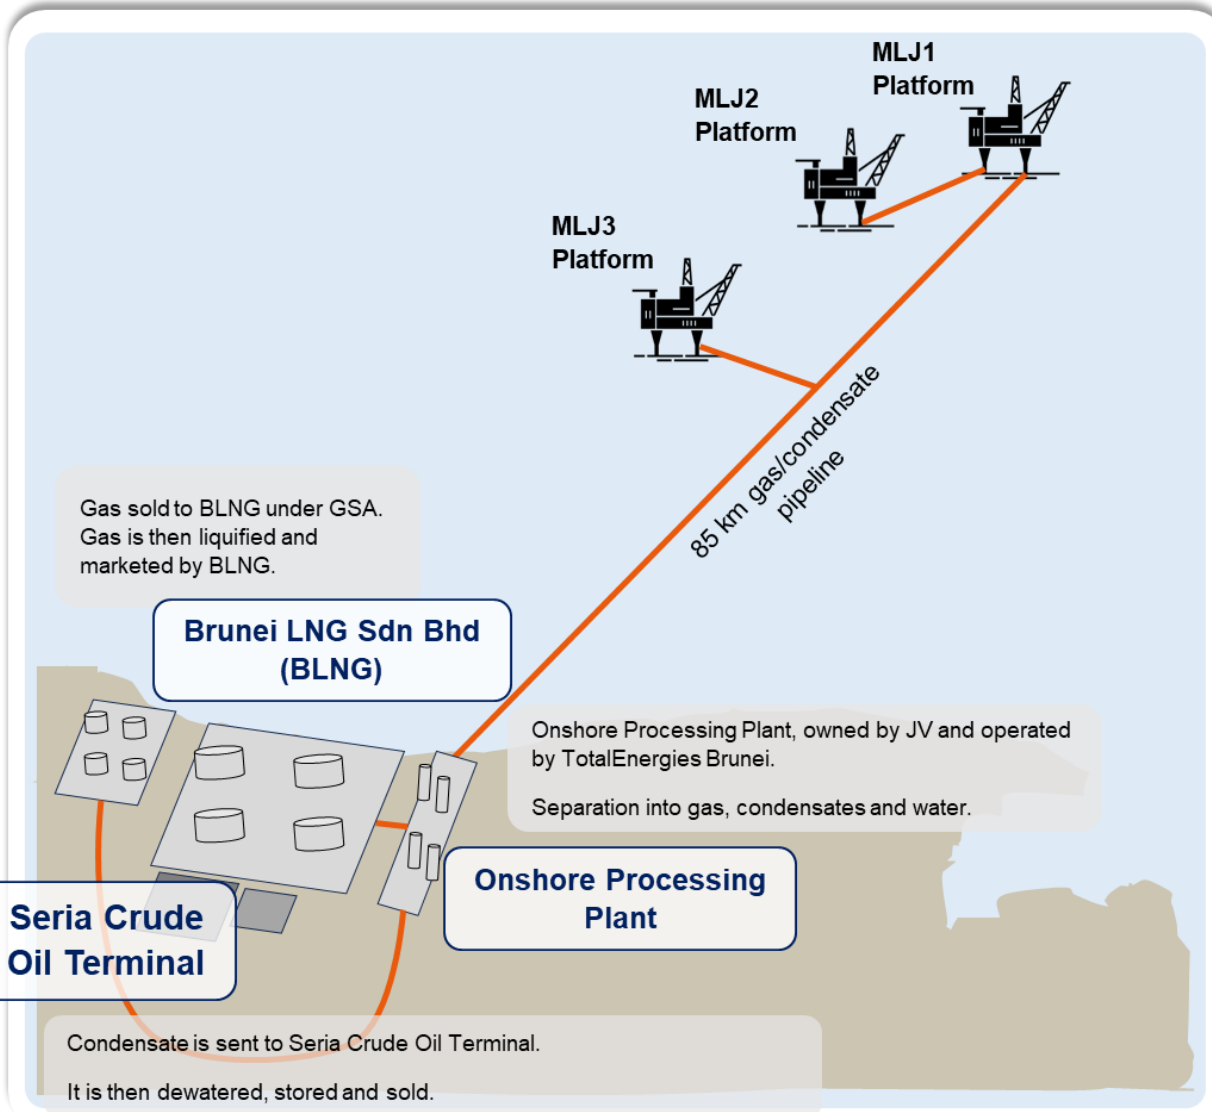 MLJ1
Platform
MLJ2
Platform
MLJ3
Platform
85 km gas/condensate
pipeline
Gas sold to BLNG under GSA.
Gas is then liquified and
marketed by BLNG.
Brunei LNG Sdn Bhd
(BLNG)
Onshore Processing Plant, owned by JV and operated
by TotalEnergies Brunei.
Separation into gas, condensates and water.
Onshore Processing
Plant
Seria Crude
Oil Terminal
Condensate is sent to Seria Crude Oil Terminal.
It is then dewatered, stored and sold.